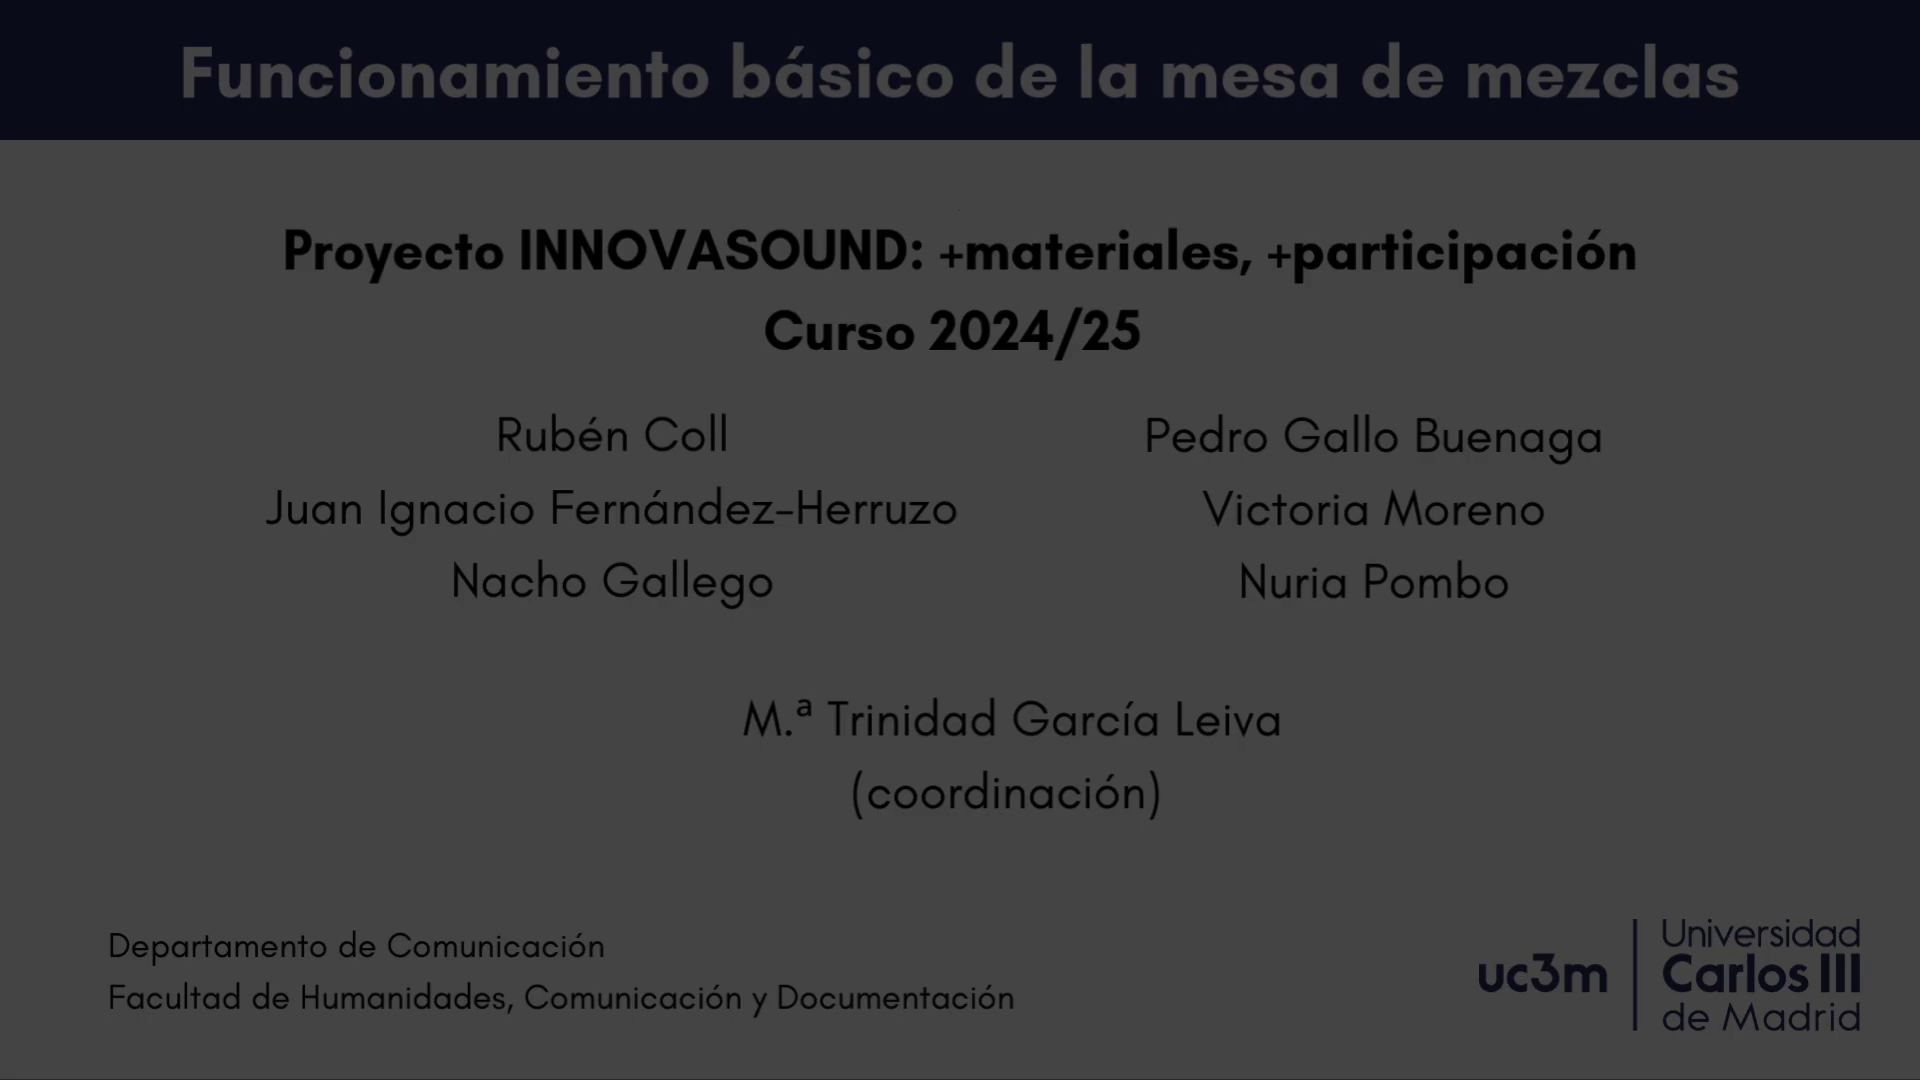 Funcionamiento básico de la mesa de mezclas
Proyecto INNOVASOUND: +materiales, +participación
Curso 2024/25
Rubén Coll
Juan Ignacio Fernández-Herruzo
Nacho Gallego
Pedro Gallo Buenaga
Victoria Moreno
Nuria Pombo
M.ª Trinidad García Leiva
(coordinación)
Departamento de Comunicación
Facultad de Humanidades, Comunicación y Documentación
uc3m
Universidad
Carlos III
de Madrid